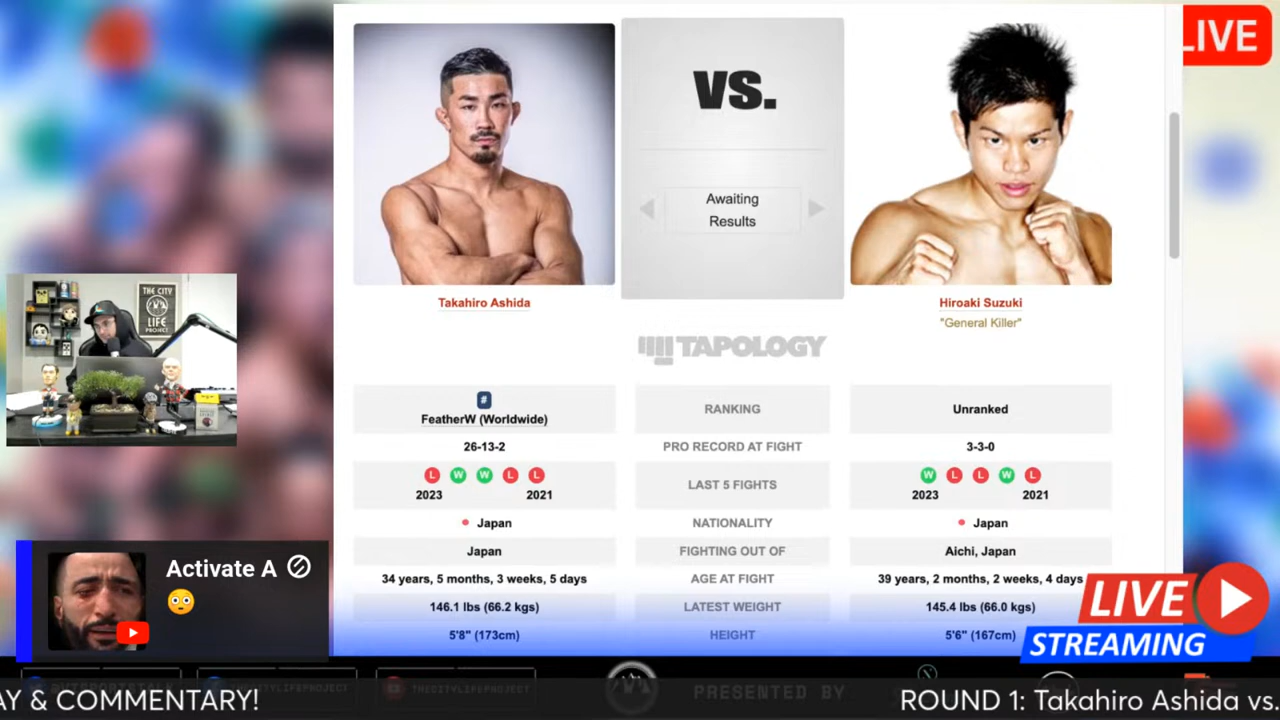 LIVE
VS.
Awaiting
Results
Takahiro Ashida
Hiroaki Suzuki
"General Killer"
TAPOLOGY
#
FeatherW (Worldwide)
RANKING
Unranked
26-13-2
PRO RECORD AT FIGHT
3-3-0
L W W L L
LAST 5 FIGHTS
W L L W L
2023
2021
2023
2021
Japan
NATIONALITY
Japan
Japan
FIGHTING OUT OF
Aichi, Japan
34 years, 5 months, 3 weeks, 5 days
AGE AT FIGHT
39 years, 2 months, 2 weeks, 4 days
146.1 lbs (66.2 kgs)
LATEST WEIGHT
145.4 lbs (66.0 kgs)
5'8" (173cm)
HEIGHT
5'6" (167cm)
THE CITY
LIFE
PROJECT
Activate A
LIVE
STREAMING
THECITYLIFEPROJECT
THECITYLIFEPROJECT
PRESENTED BY
AY & COMMENTARY!
ROUND 1: Takahiro Ashida vs.